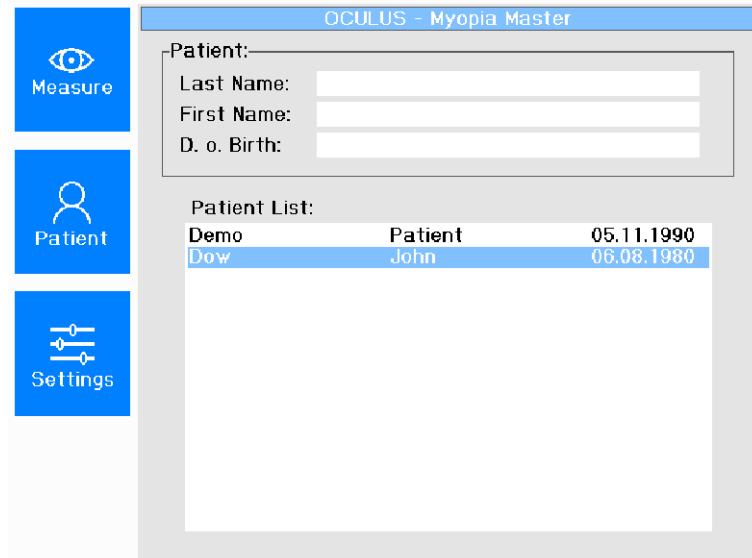 OCULUS - Myopia Master
Measure
Patient
Settings
Patient:
Last Name:
First Name:
D. o. Birth:
Patient List:
Demo Patient 05.11.1990
Dow John 06.08.1980